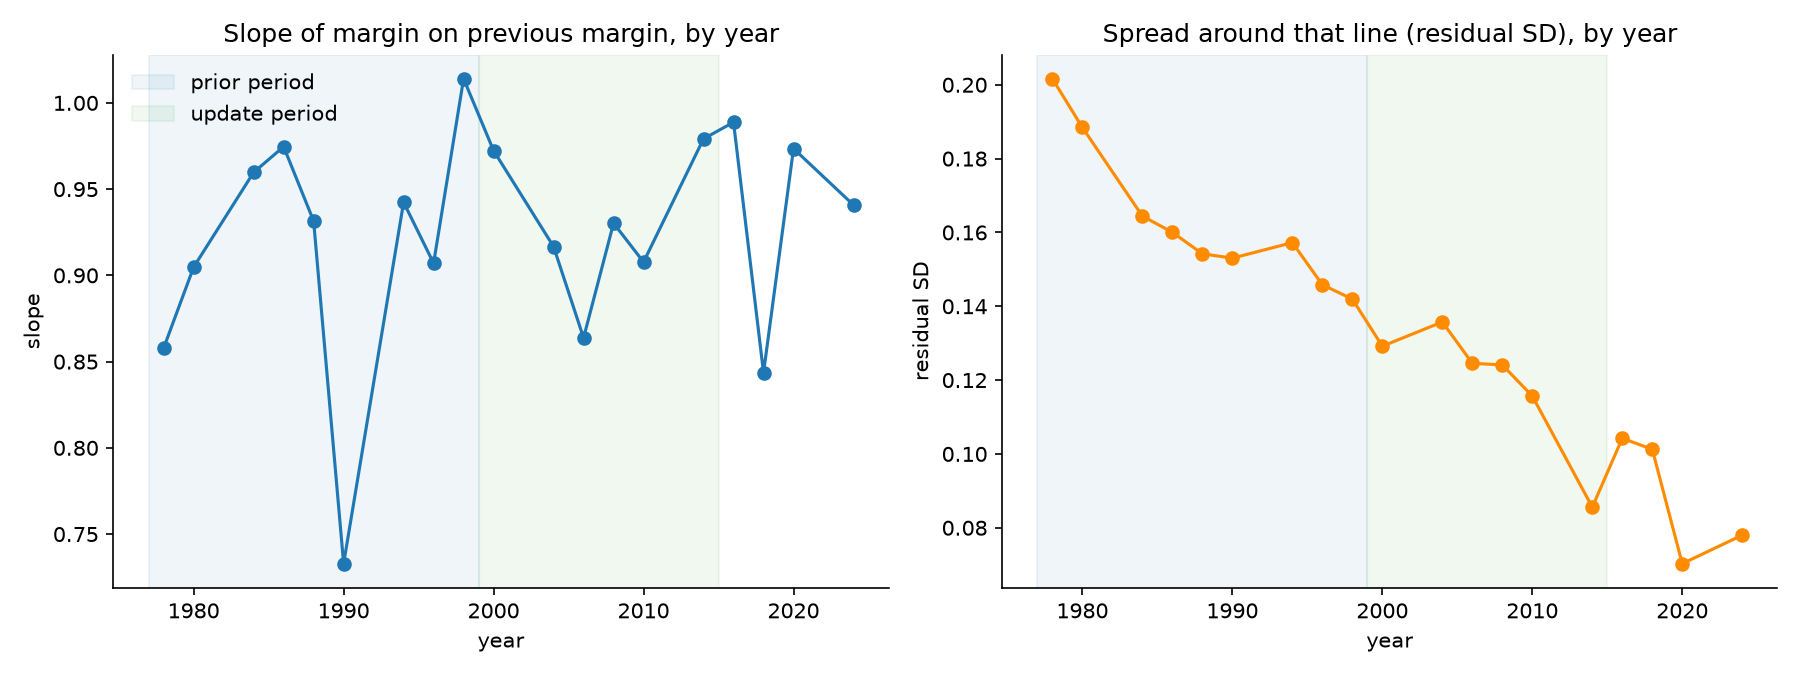 Slope of margin on previous margin, by year
prior period
update period
1.00
0.95
0.90
0.85
0.80
0.75
slope
1980
1990
2000
2010
2020
year
Spread around that line (residual SD), by year
0.20
0.18
0.16
0.14
0.12
0.10
0.08
residual SD
1980
1990
2000
2010
2020
year